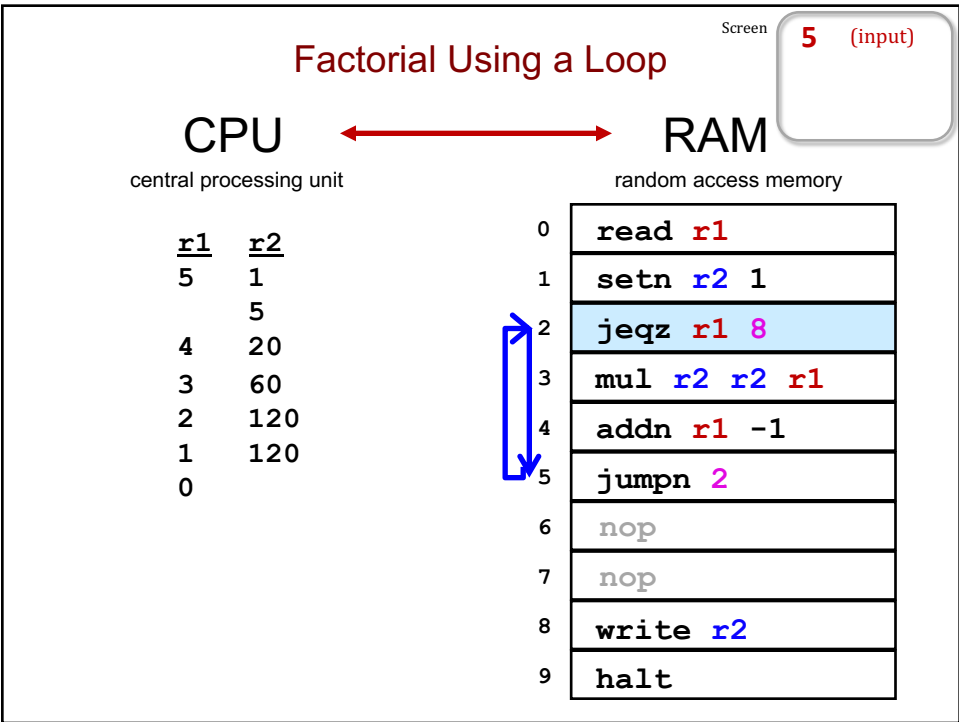 Screen
5 (input)
Factorial Using a Loop
CPU RAM
central processing unit random access memory
r1 r2
5 1
5
4 20
3 60
2 120
1 120
0
0 read r1
1 setn r2 1
2 jeqz r1 8
3 mul r2 r2 r1
4 addn r1 -1
5 jumpn 2
6 nop
7 nop
8 write r2
9 halt